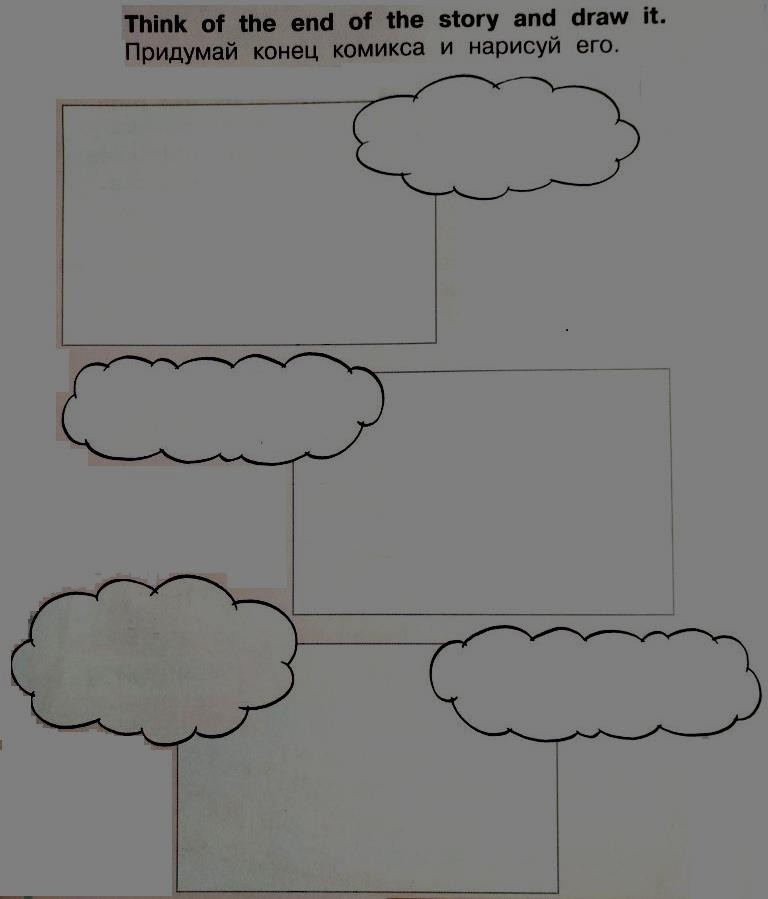 Think of the end of the story and draw it.
Придумай конец комикса и нарисуй его.